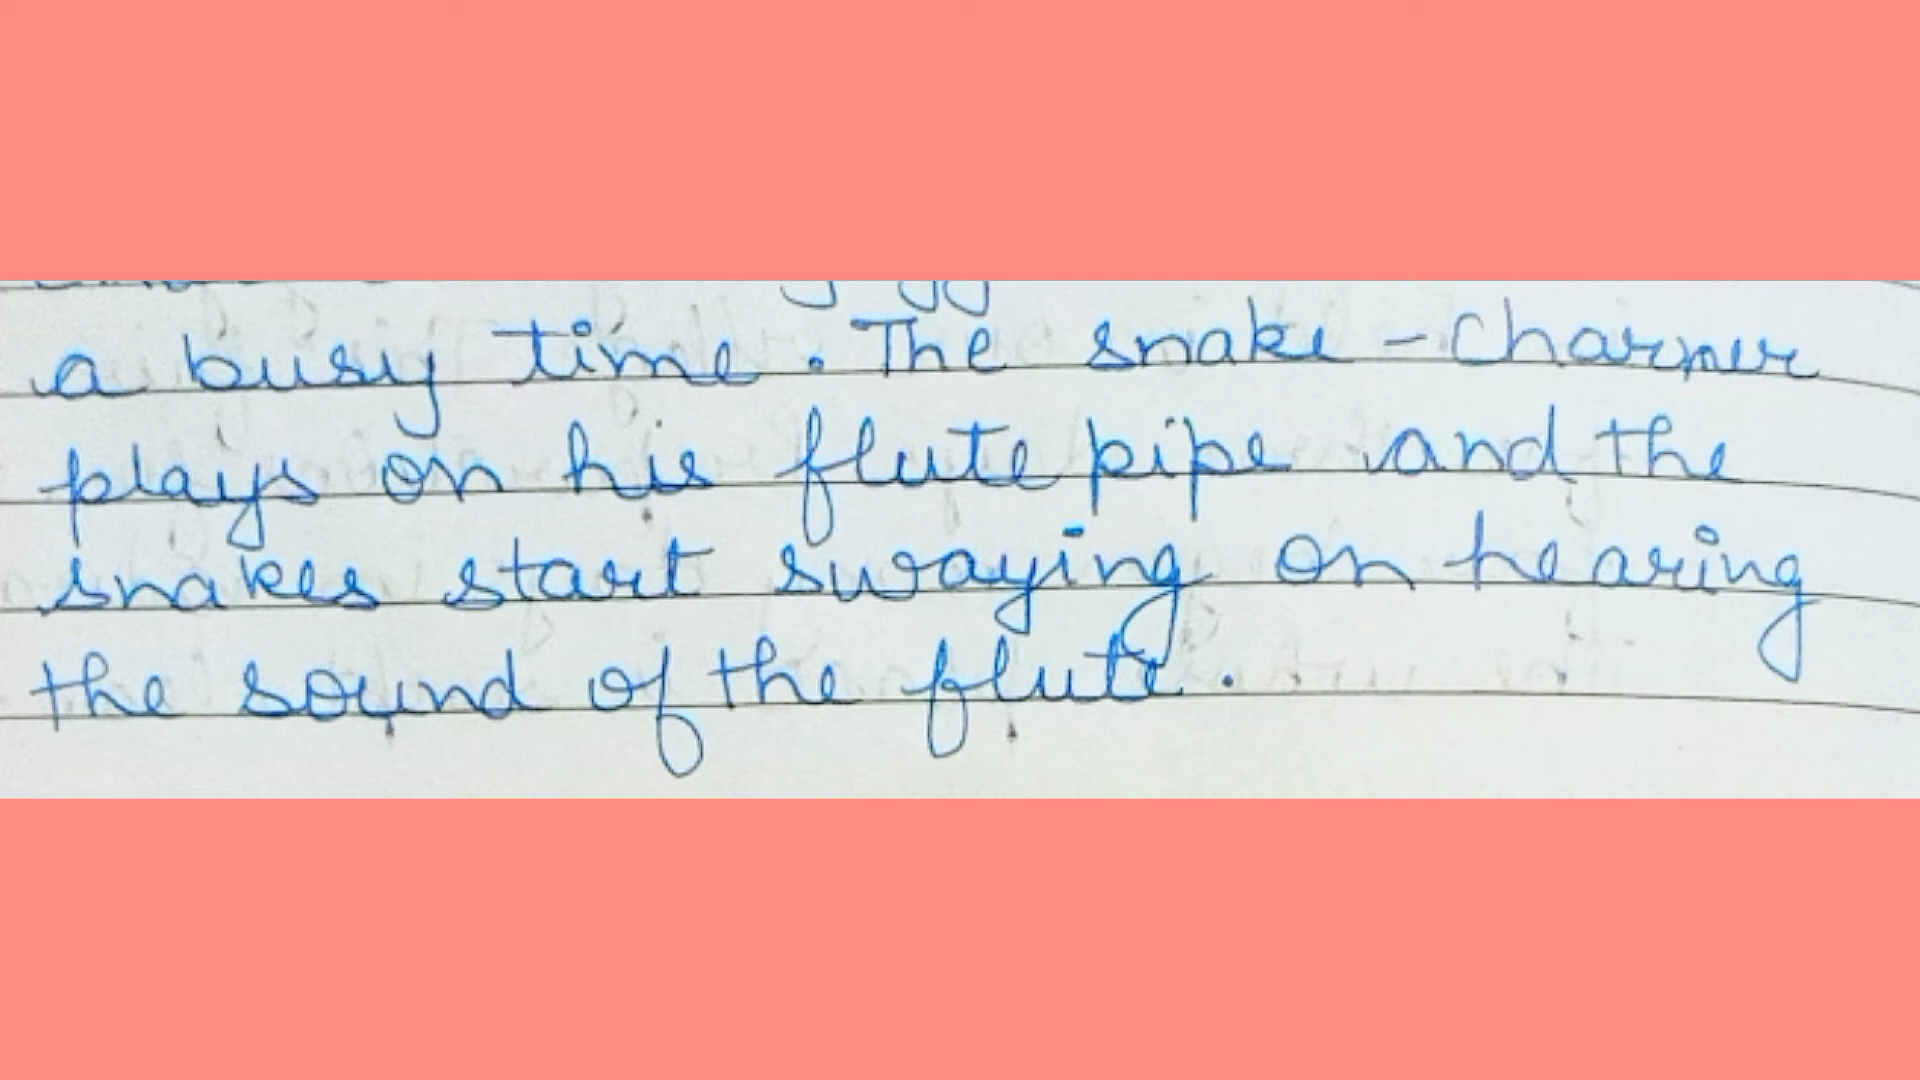 a busy time. The snake-charmer
plays on his flute pipe and the
snakes start swaying on hearing
the sound of the flute.